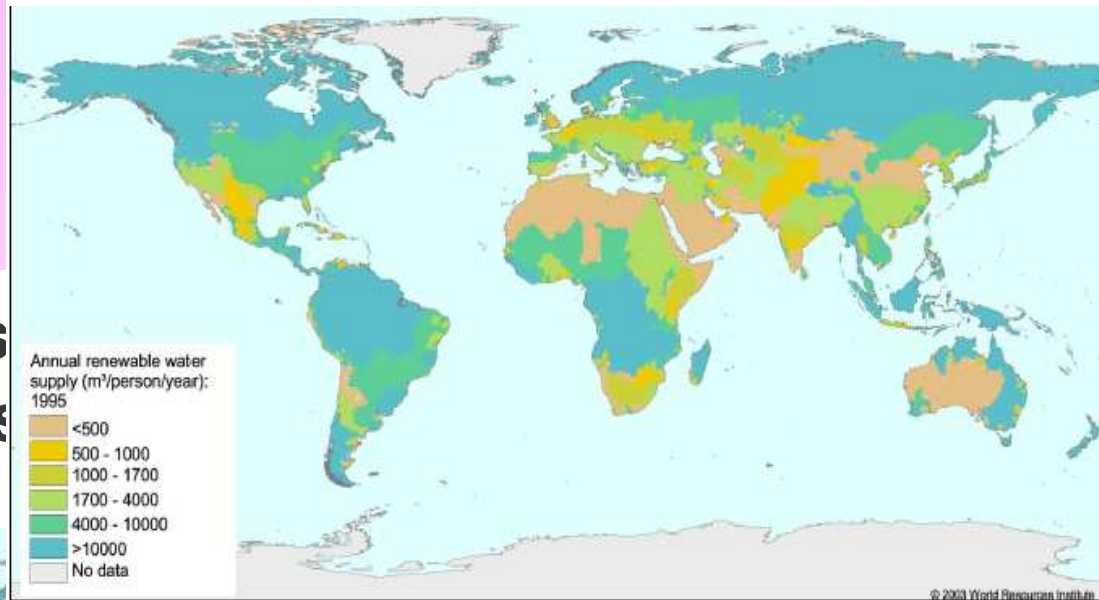 Annual renewable water
supply (m³/person/year):
1995
<500
500 - 1000
1000 - 1700
1700 - 4000
4000 - 10000
>10000
No data
© 2003 World Resources Institute